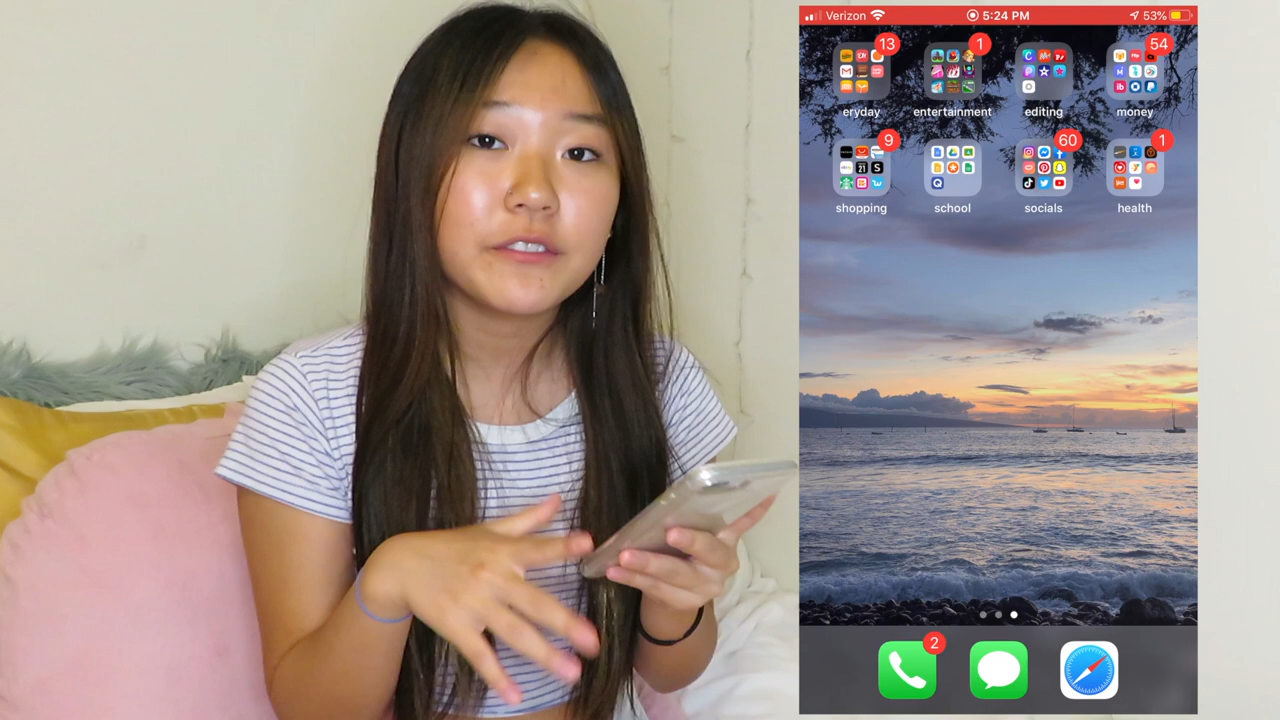 Verizon 5:24 PM 53%
13 1 54
eryday entertainment editing money
9 60 1
21 S
shopping school socials health
2